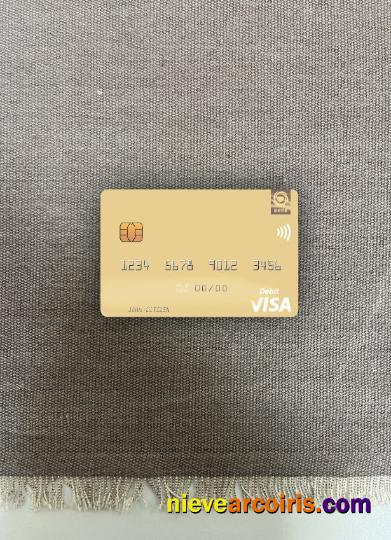 1234 5678 9012 3456
00/00
JOHN CITIZEN
Debit
VISA
nievearcoiris.com